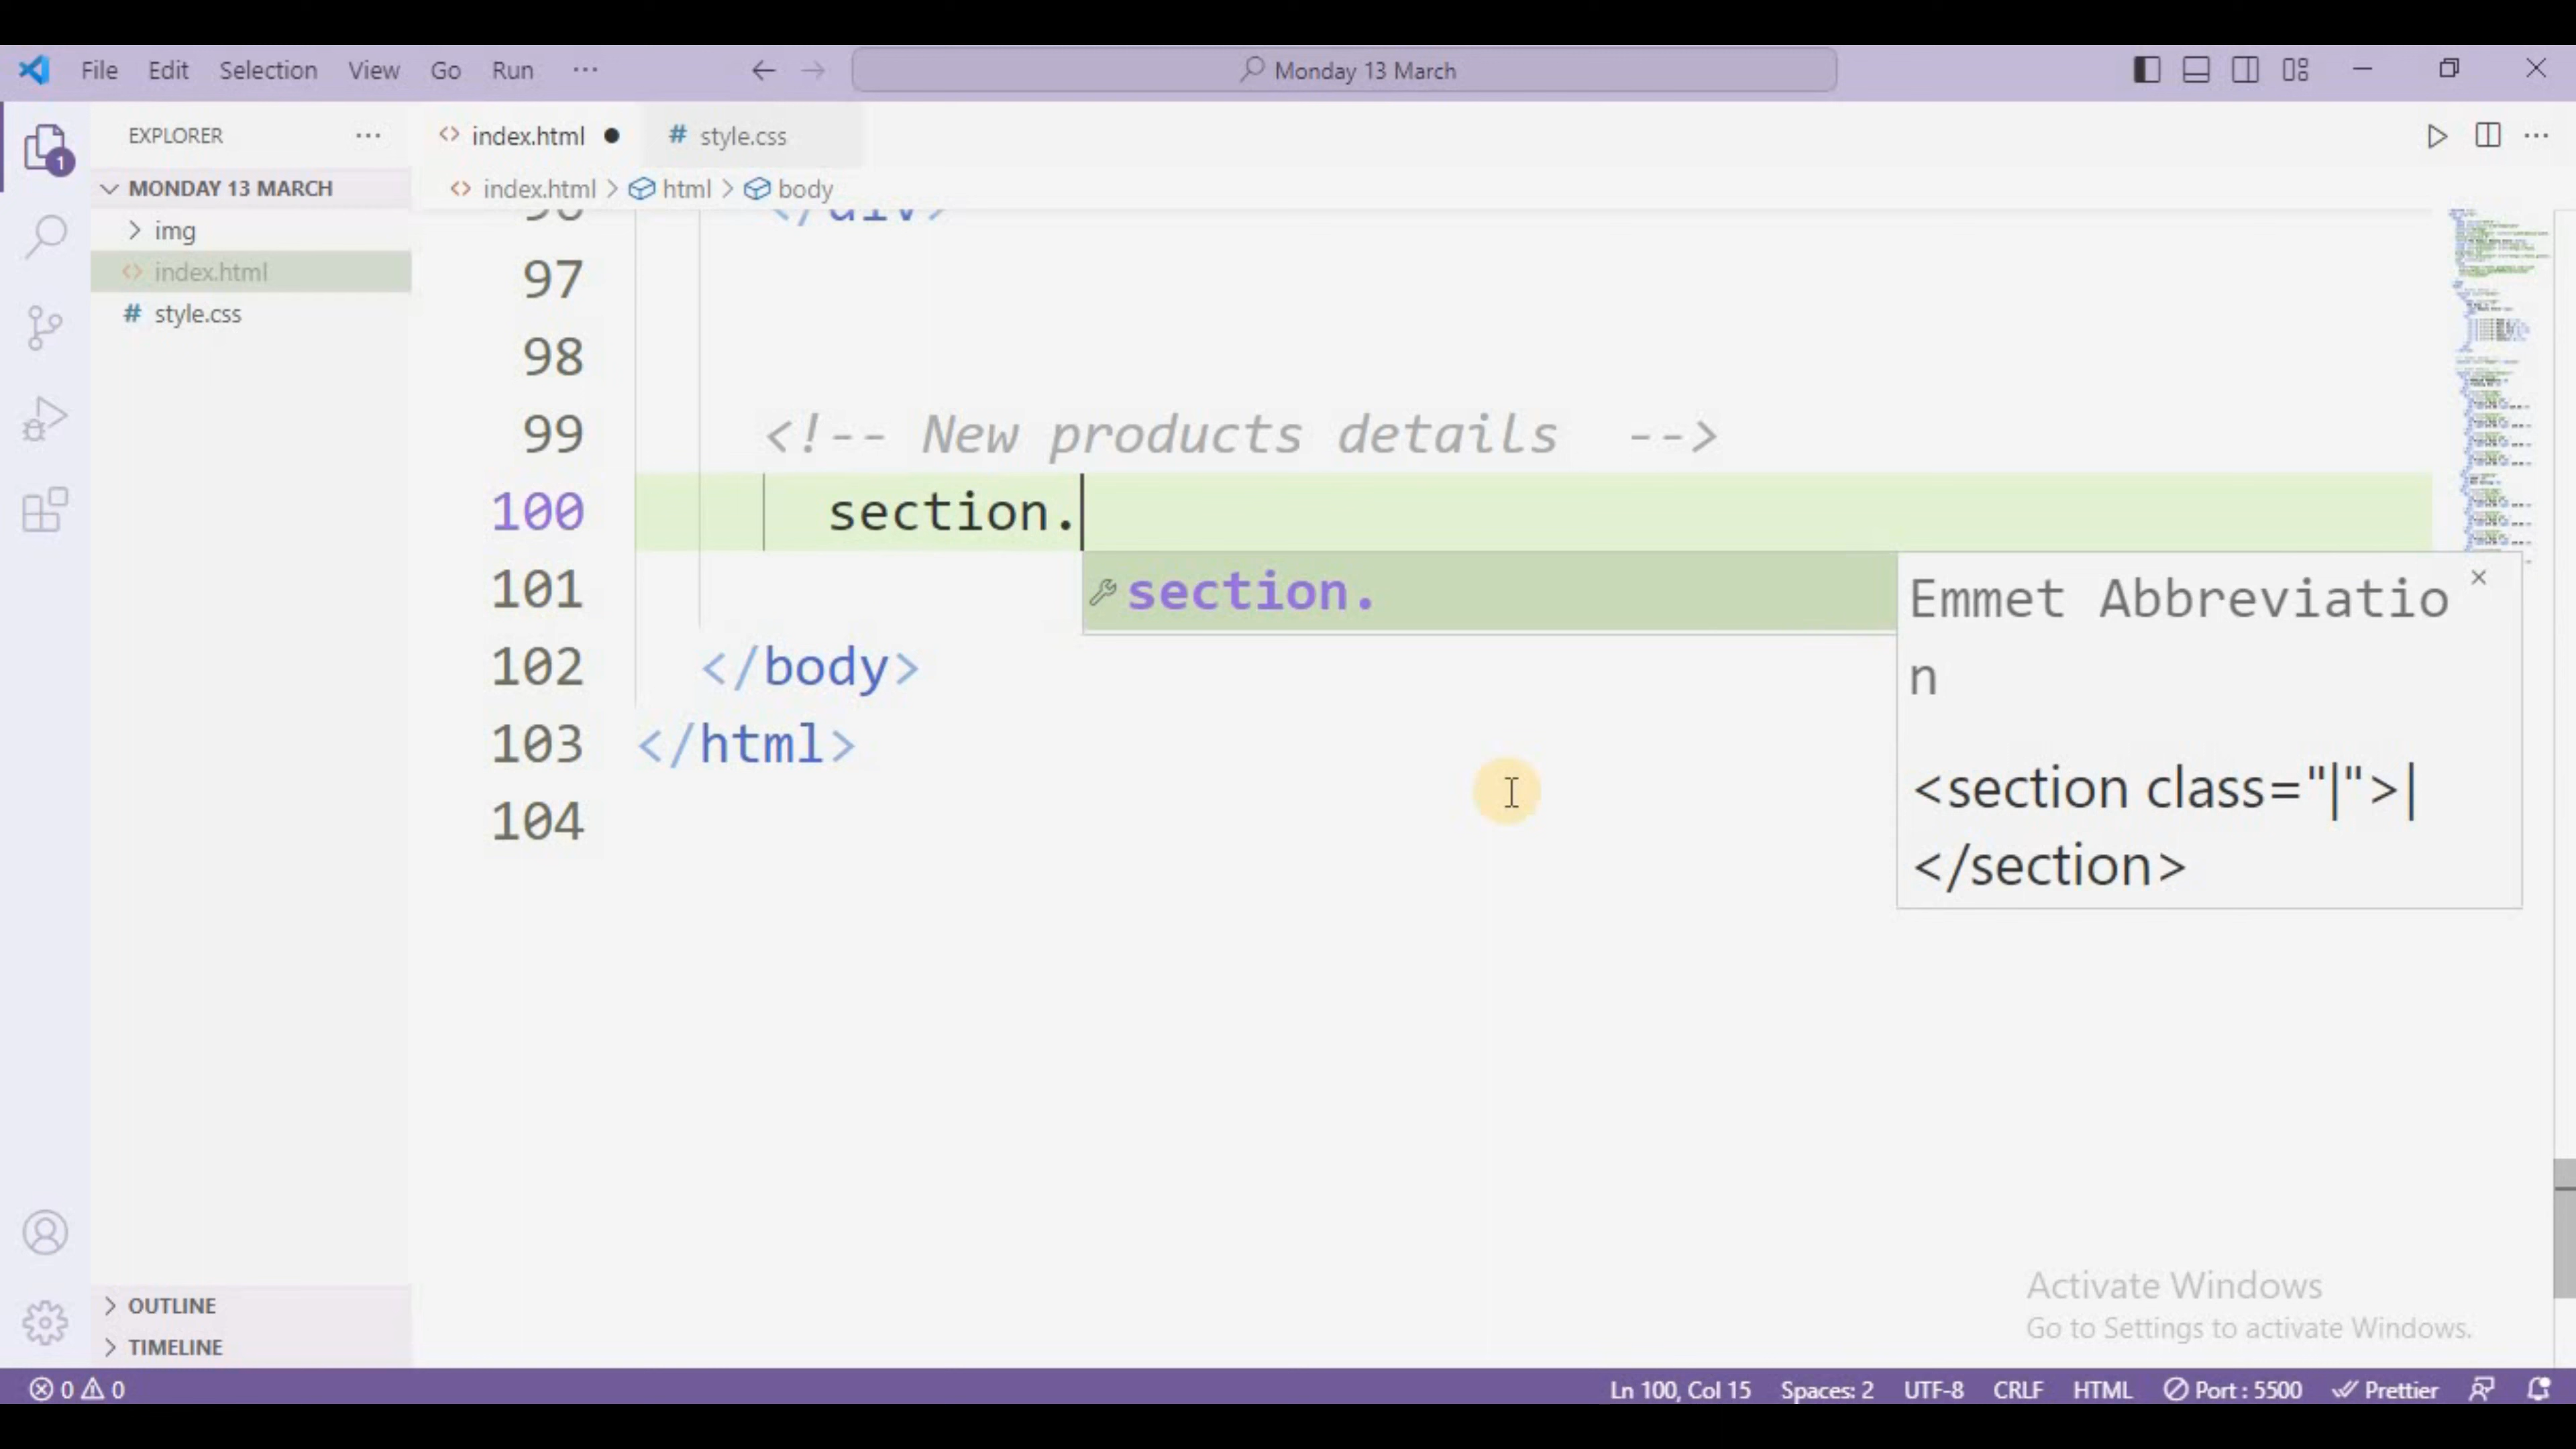 File Edit Selection View Go Run ···
Monday 13 March
EXPLORER ···
index.html
style.css
MONDAY 13 MARCH
index.html > html > body
img
index.html
style.css
1
96 </div>
97
98
99 <!-- New products details -->
100 section.
101
102 </body>
103 </html>
104
section.
Emmet Abbreviatio
n
<section class="|">|
</section>
OUTLINE
TIMELINE
Activate Windows
Go to Settings to activate Windows.
0 0
Ln 100, Col 15 Spaces: 2 UTF-8 CRLF HTML Port : 5500 Prettier